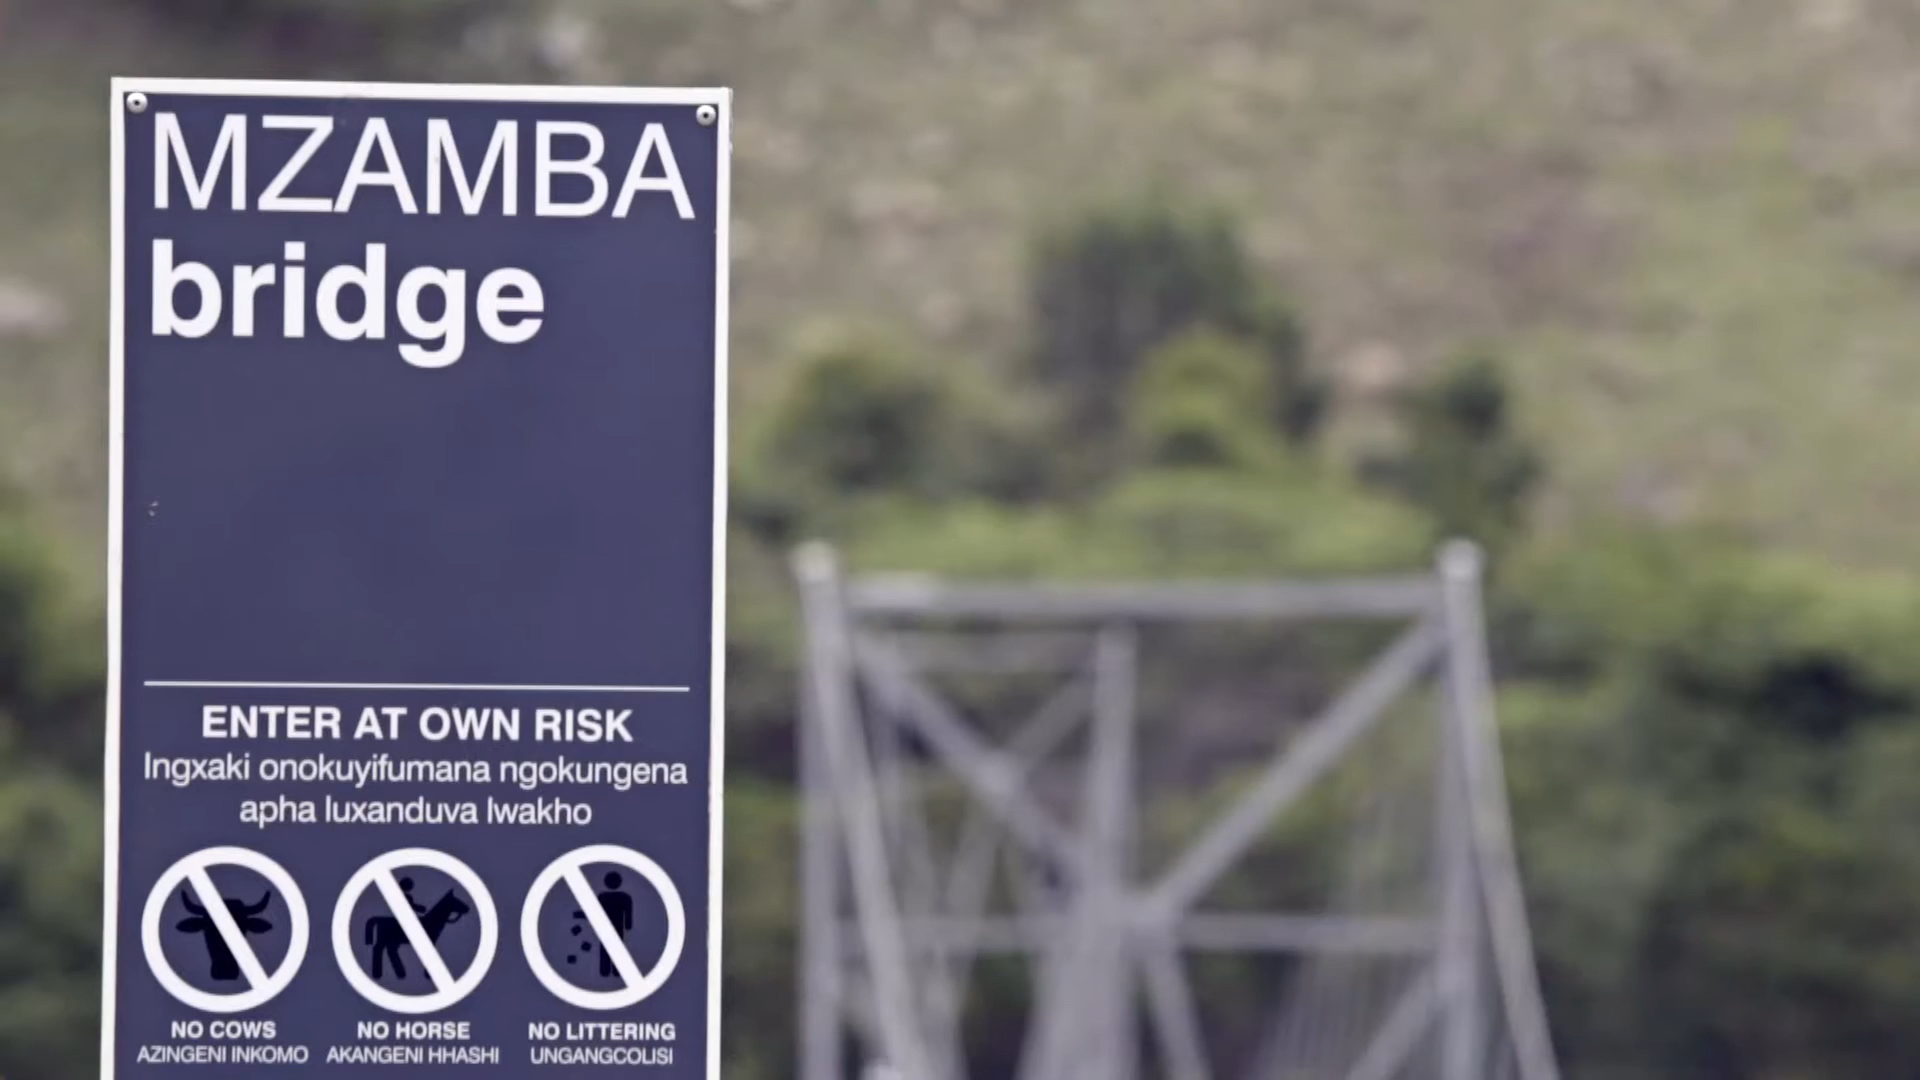 MZAMBA
bridge
ENTER AT OWN RISK
Ingxaki onokuyifumana ngokungena
apha luxanduva lwakho
NO COWS
AZINGENI INKOMO
NO HORSE
AKANGENI HHASHI
NO LITTERING
UNGANGCOLISI